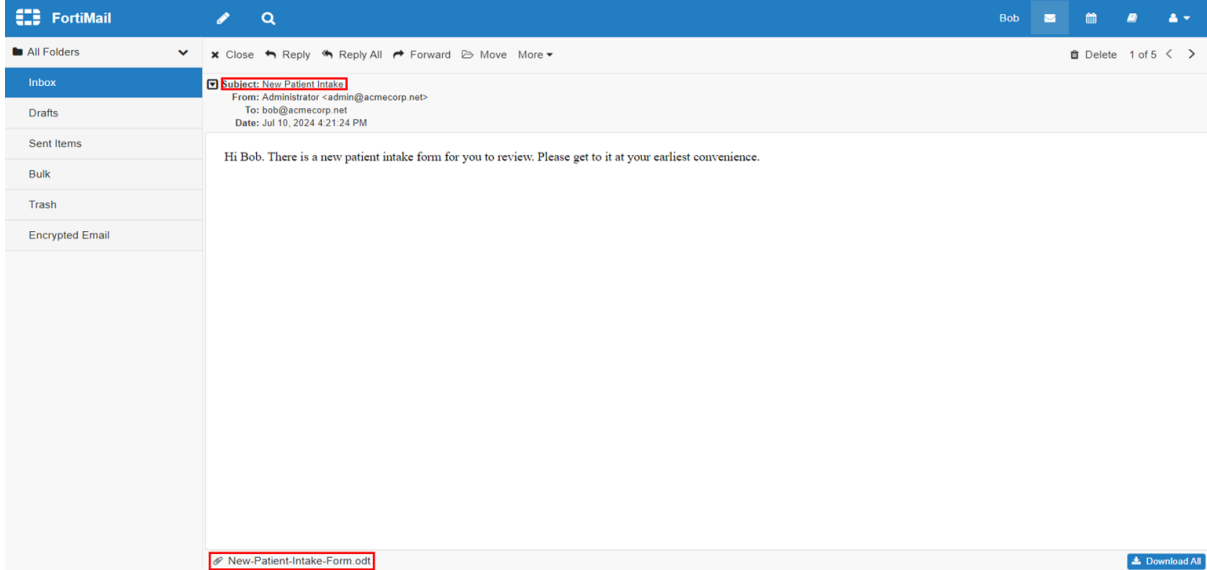 FortiMail
Bob
All Folders
Close Reply Reply All Forward Move More
Delete 1 of 5
Inbox
Drafts
Sent Items
Bulk
Trash
Encrypted Email
Subject: New Patient Intake
From: Administrator <admin@acmecorp.net>
To: bob@acmecorp.net
Date: Jul 10, 2024 4:21:24 PM
Hi Bob. There is a new patient intake form for you to review. Please get to it at your earliest convenience.
New-Patient-Intake-Form.odt
Download All